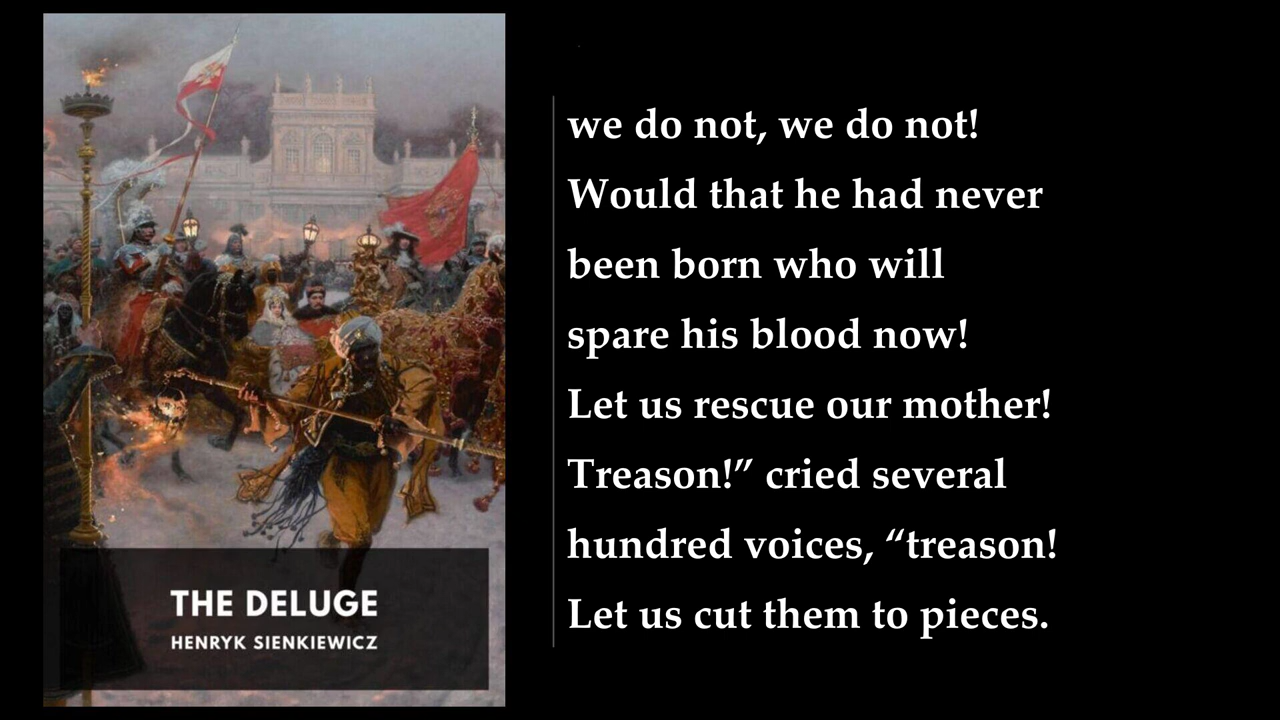 THE DELUGE
HENRYK SIENKIEWICZ
we do not, we do not!
Would that he had never
been born who will
spare his blood now!
Let us rescue our mother!
Treason!” cried several
hundred voices, “treason!
Let us cut them to pieces.